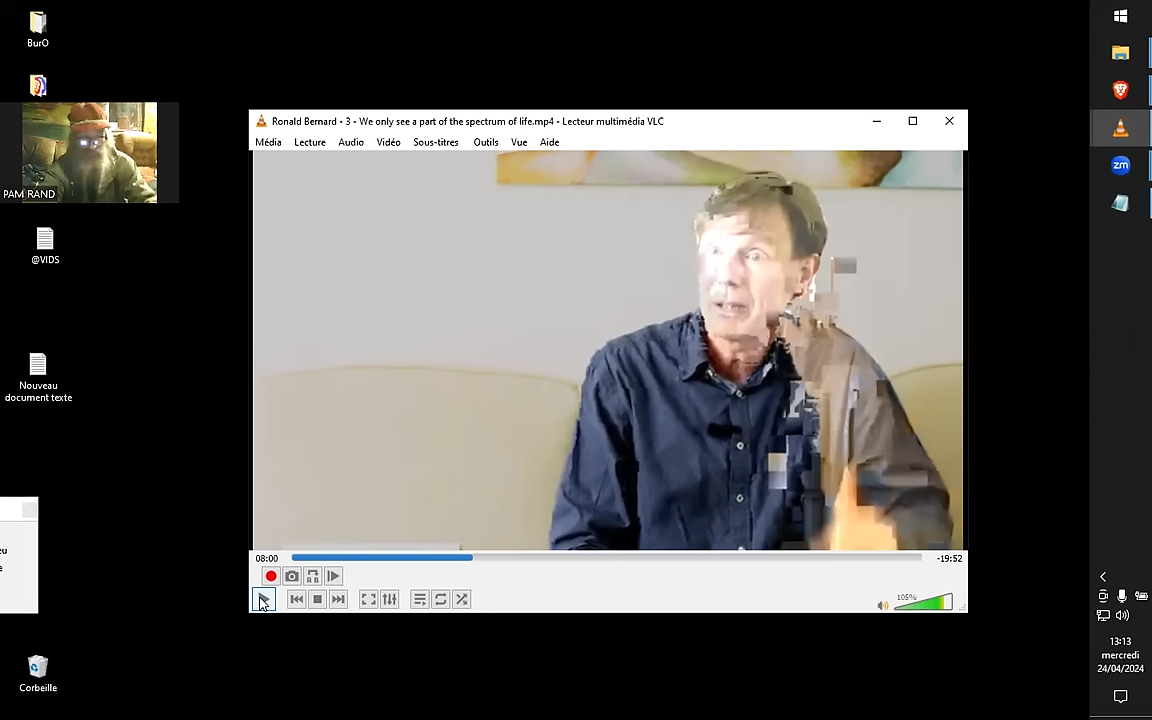 BurO
PAM RAND
@VIDS
Nouveau
document texte
eu
e
Corbeille
Ronald Bernard - 3 - We only see a part of the spectrum of life.mp4 - Lecteur multimédia VLC
Média Lecture Audio Vidéo Sous-titres Outils Vue Aide
08:00
-19:52
A B
105%
zm
13:13
mercredi
24/04/2024